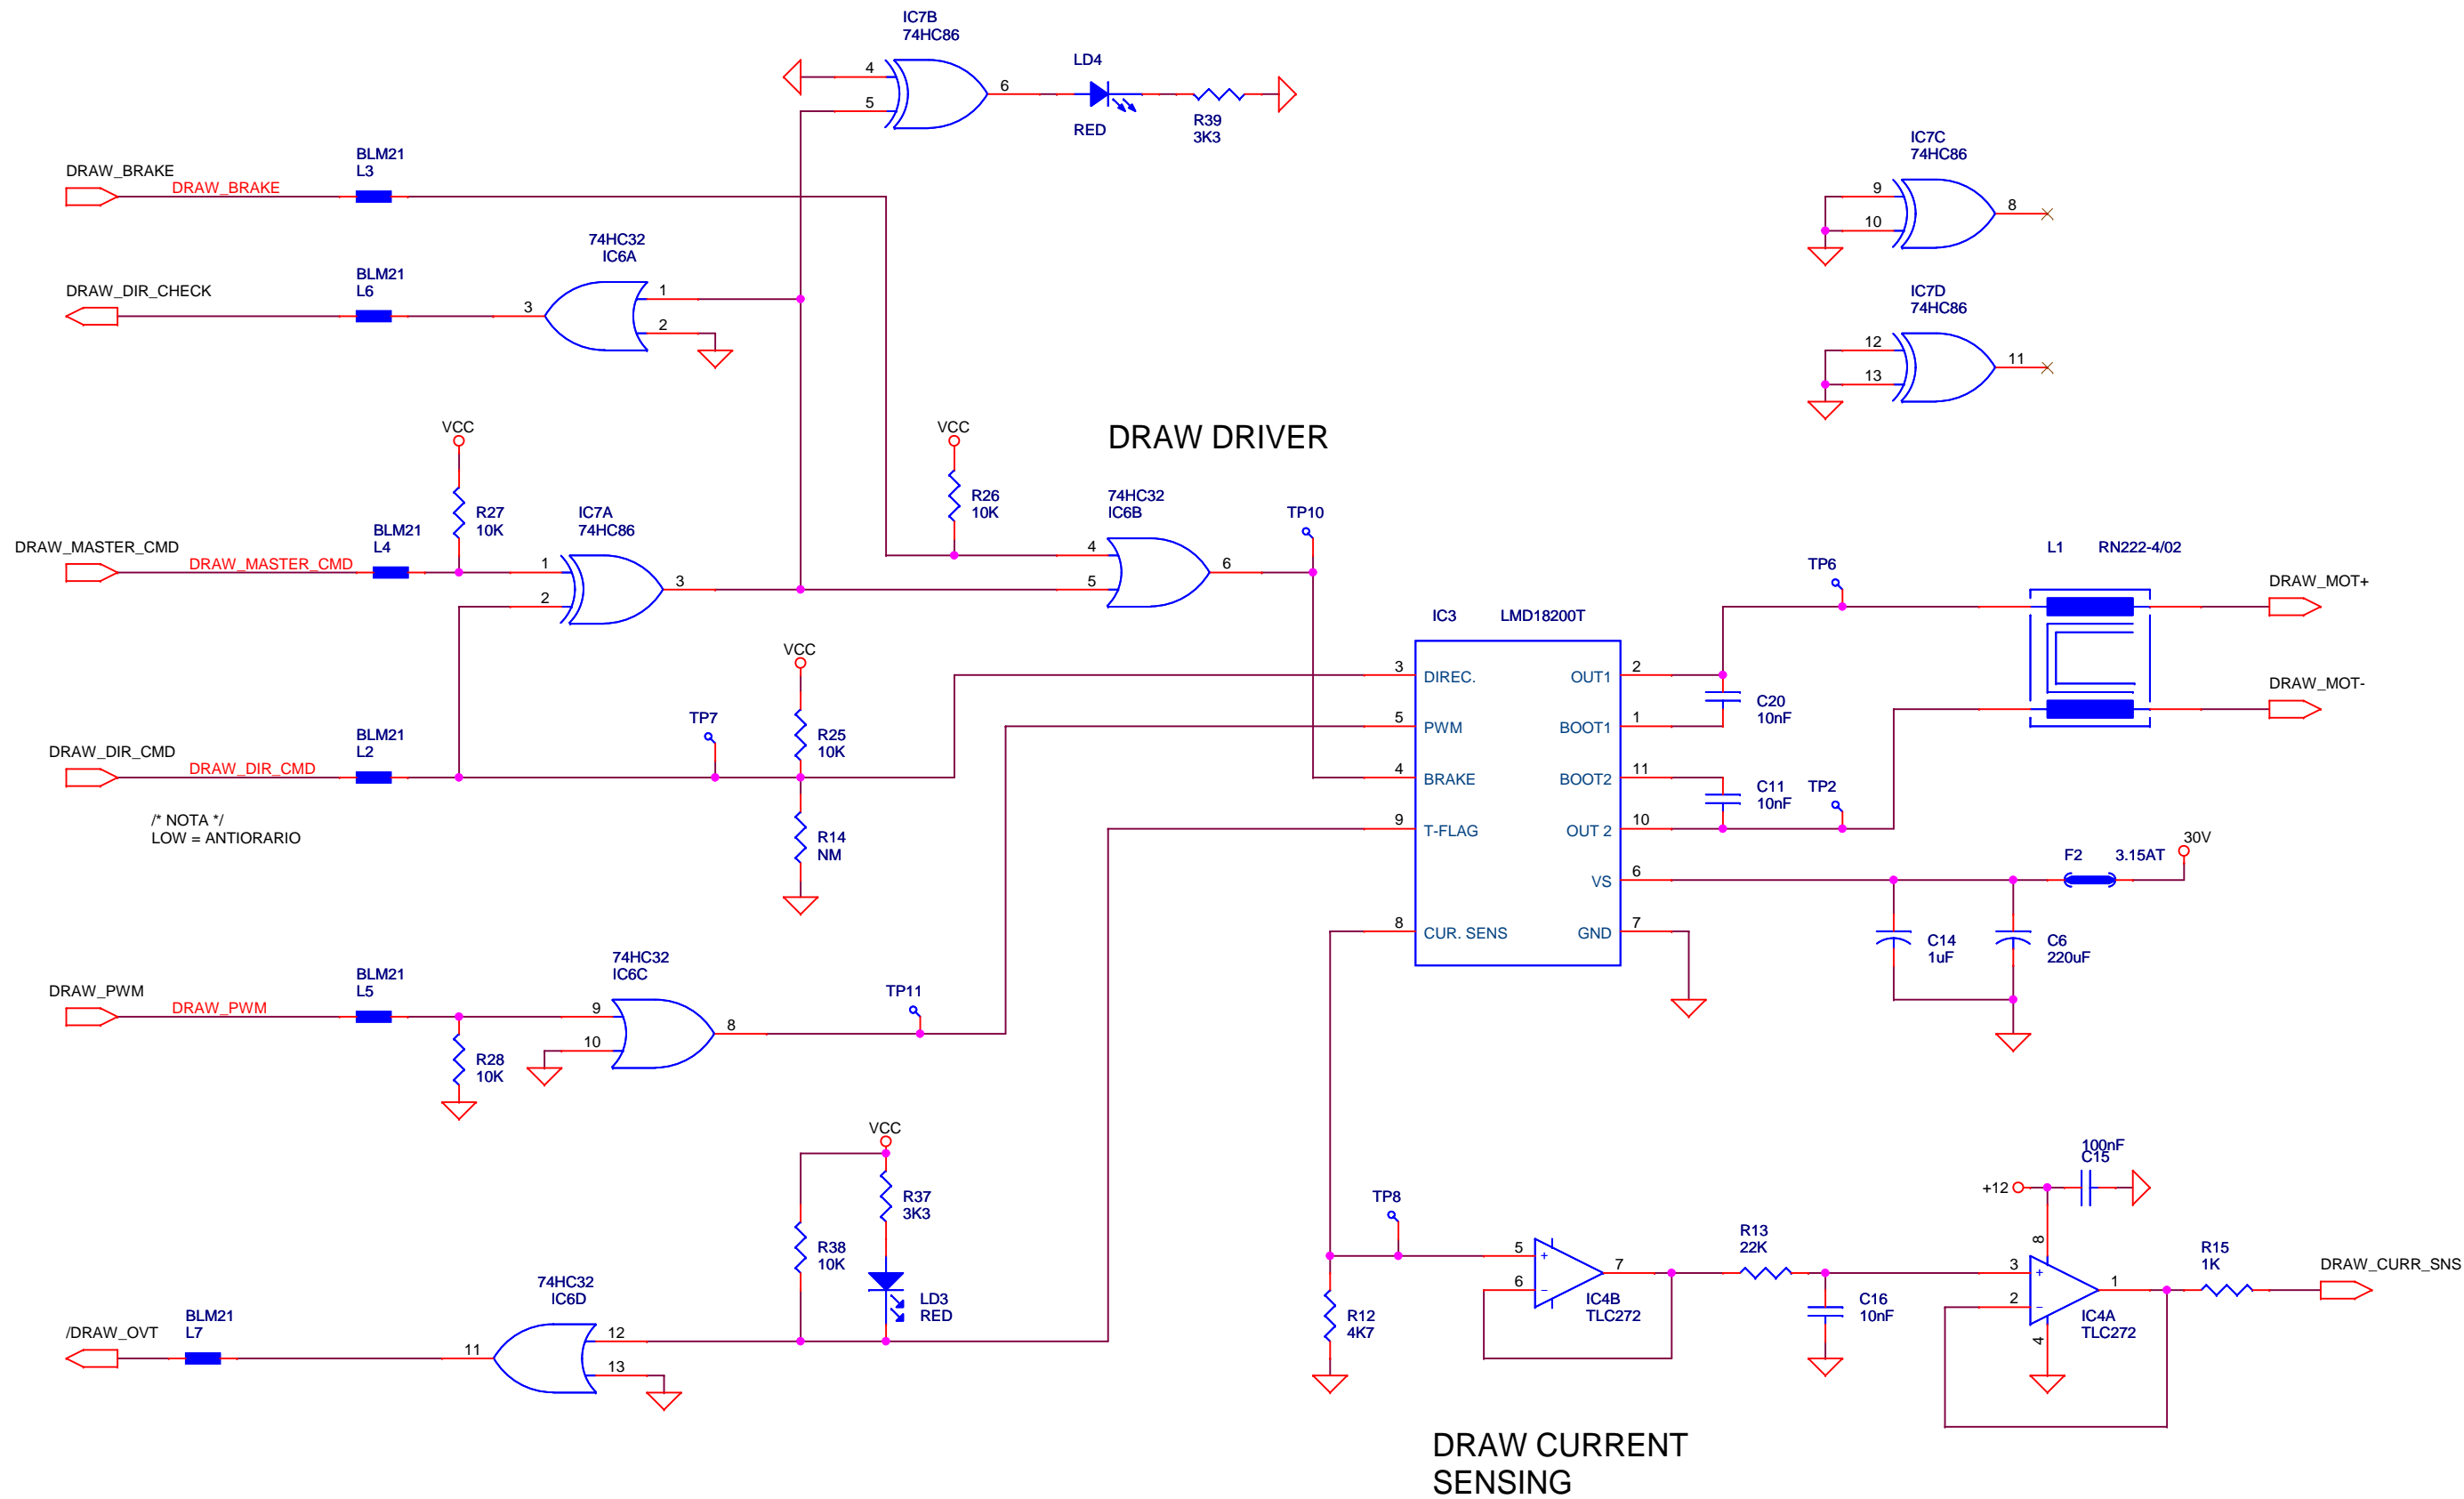 IC7B
74HC86
4
5
6
LD4
RED
R39
3K3
DRAW_BRAKE
DRAW_BRAKE
BLM21
L3
IC7C
74HC86
9
10
8
74HC32
IC6A
DRAW_DIR_CHECK
BLM21
L6
3
1
2
IC7D
74HC86
12
13
11
DRAW DRIVER
VCC
R27
10K
VCC
R26
10K
IC7A
74HC86
74HC32
IC6B
TP10
DRAW_MASTER_CMD
DRAW_MASTER_CMD
BLM21
L4
1
2
3
4
5
6
L1 RN222-4/02
TP6
DRAW_MOT+
IC3 LMD18200T
VCC
3
DIREC.
OUT1
2
C20
10nF
DRAW_MOT-
TP7
R25
10K
5
PWM
BOOT1
1
DRAW_DIR_CMD
DRAW_DIR_CMD
BLM21
L2
4
BRAKE
BOOT2
11
C11
10nF
TP2
/* NOTA */
LOW = ANTIORARIO
R14
NM
9
T-FLAG
OUT 2
10
30V
F2 3.15AT
VS
6
8
CUR. SENS
GND
7
C14
1uF
C6
220uF
74HC32
IC6C
DRAW_PWM
DRAW_PWM
BLM21
L5
9
10
8
TP11
R28
10K
VCC
R37
3K3
R38
10K
LD3
RED
74HC32
IC6D
/DRAW_OVT
BLM21
L7
11
12
13
TP8
R12
4K7
5
+
6
−
7
IC4B
TLC272
R13
22K
C16
10nF
100nF
C15
+12
8
3
+
2
−
1
4
IC4A
TLC272
R15
1K
DRAW_CURR_SNS
DRAW CURRENT
SENSING